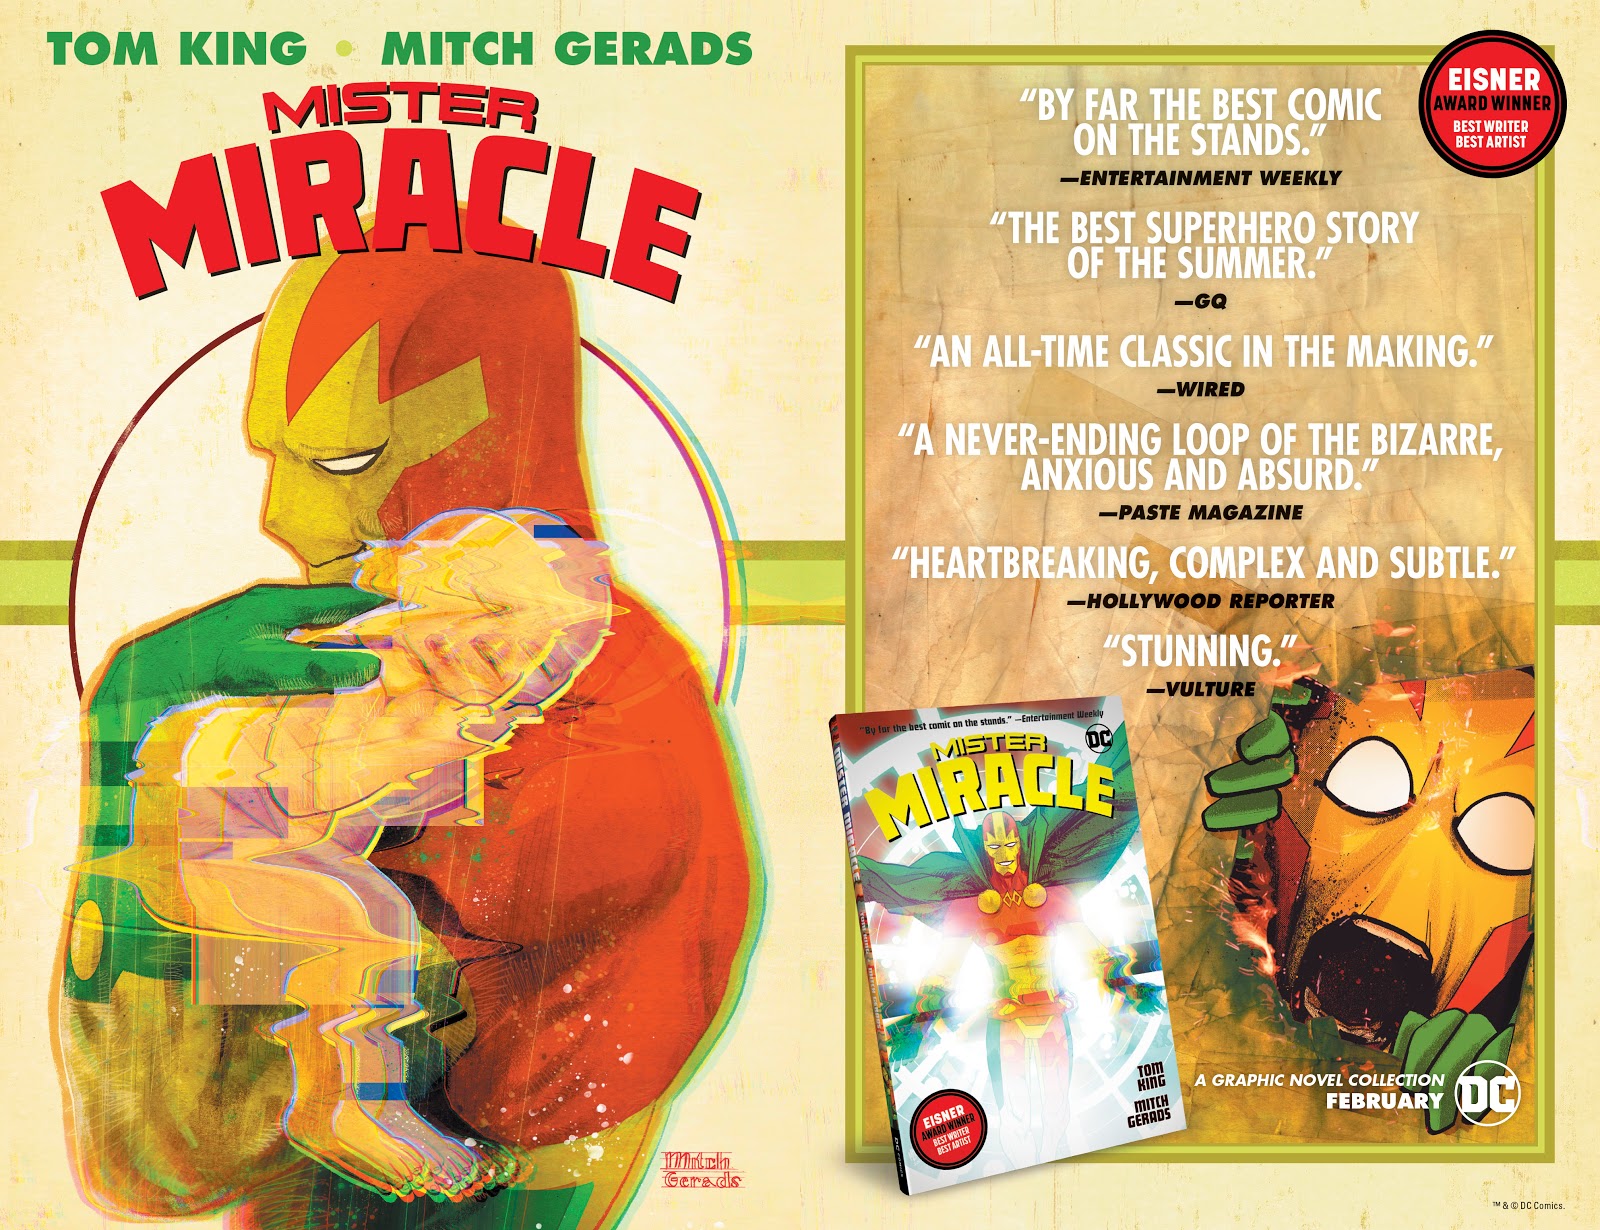 TOM KING • MITCH GERADS
MISTER
MIRACLE
Mitch
Gerads
EISNER
AWARD WINNER
BEST WRITER
BEST ARTIST
“BY FAR THE BEST COMIC
ON THE STANDS.”
—ENTERTAINMENT WEEKLY
“THE BEST SUPERHERO STORY
OF THE SUMMER.”
—GQ
“AN ALL-TIME CLASSIC IN THE MAKING.”
—WIRED
“A NEVER-ENDING LOOP OF THE BIZARRE,
ANXIOUS AND ABSURD.”
—PASTE MAGAZINE
“HEARTBREAKING, COMPLEX AND SUBTLE.”
—HOLLYWOOD REPORTER
“STUNNING.”
—VULTURE
“By far the best comic on the stands.” —Entertainment Weekly
DC
MISTER
MIRACLE
MISTER MIRACLE
TOM
KING
MITCH
GERADS
EISNER
AWARD WINNER
BEST WRITER
BEST ARTIST
A GRAPHIC NOVEL COLLECTION
FEBRUARY
DC
™ & © DC Comics.